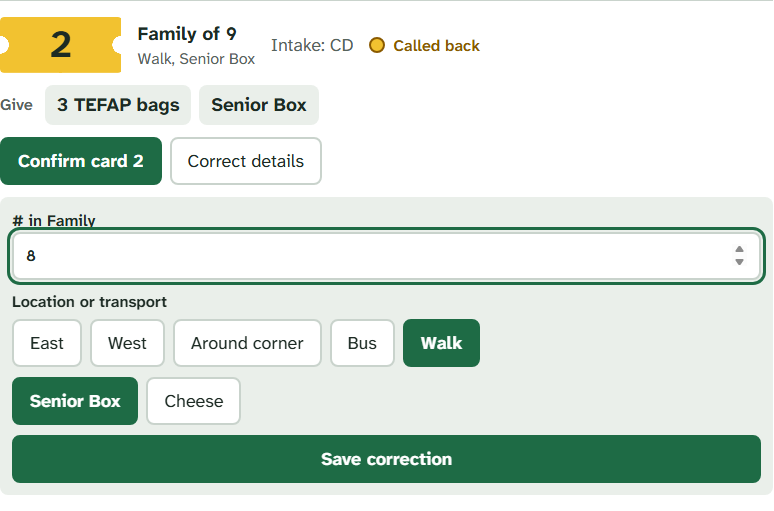 2
Family of 9
Walk, Senior Box
Intake: CD
Called back
Give
3 TEFAP bags
Senior Box
Confirm card 2
Correct details
# in Family
8
Location or transport
East
West
Around corner
Bus
Walk
Senior Box
Cheese
Save correction